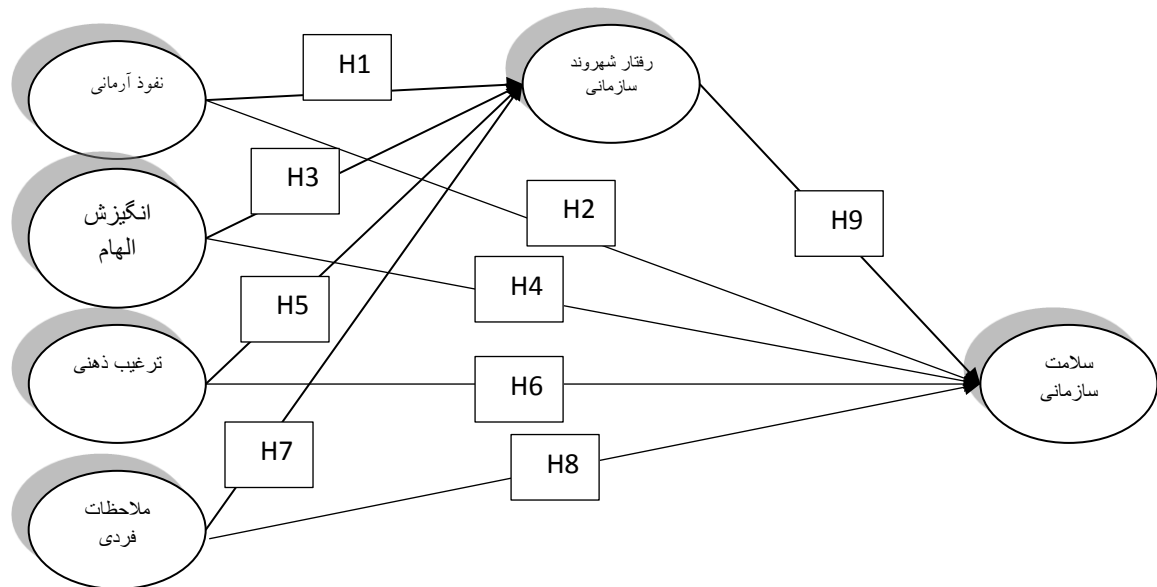 نفوذ آرمانی
H1
رفتار شهروند
سازمانی
انگیزش
الهام
H3
H2
H9
H5
H4
ترغیب ذهنی
H6
سلامت
سازمانی
H7
H8
ملاحظات
فردی